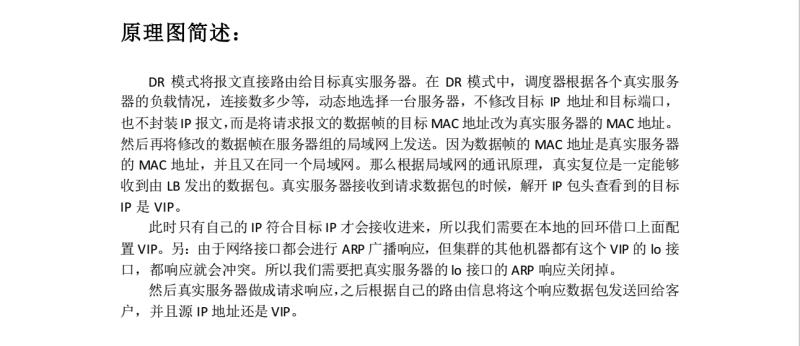 原理图简述：
DR 模式将报文直接路由给目标真实服务器。在 DR 模式中，调度器根据各个真实服务
器的负载情况，连接数多少等，动态地选择一台服务器，不修改目标 IP 地址和目标端口，
也不封装 IP 报文，而是将请求报文的数据帧的目标 MAC 地址改为真实服务器的 MAC 地址。
然后再将修改的数据帧在服务器组的局域网上发送。因为数据帧的 MAC 地址是真实服务器
的 MAC 地址，并且又在同一个局域网。那么根据局域网的通讯原理，真实复位是一定能够
收到由 LB 发出的数据包。真实服务器接收到请求数据包的时候，解开 IP 包头查看到的目标
IP 是 VIP。
此时只有自己的 IP 符合目标 IP 才会接收进来，所以我们需要在本地的回环借口上面配
置 VIP。另：由于网络接口都会进行 ARP 广播响应，但集群的其他机器都有这个 VIP 的 lo 接
口，都响应就会冲突。所以我们需要把真实服务器的 lo 接口的 ARP 响应关闭掉。
然后真实服务器做成请求响应，之后根据自己的路由信息将这个响应数据包发送回给客
户，并且源 IP 地址还是 VIP。